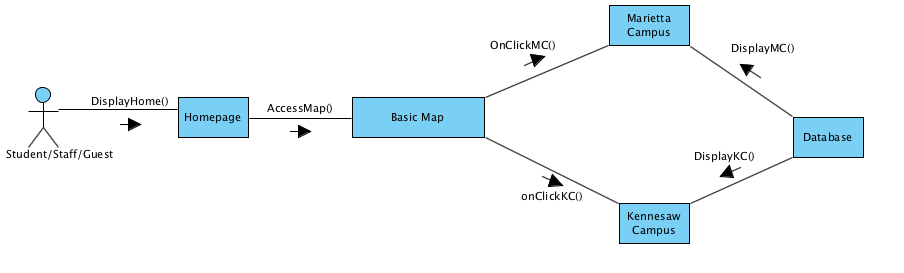 Marietta
Campus
OnClickMC()
DisplayMC()
DisplayHome()
AccessMap()
Homepage
Basic Map
Database
Student/Staff/Guest
DisplayKC()
onClickKC()
Kennesaw
Campus